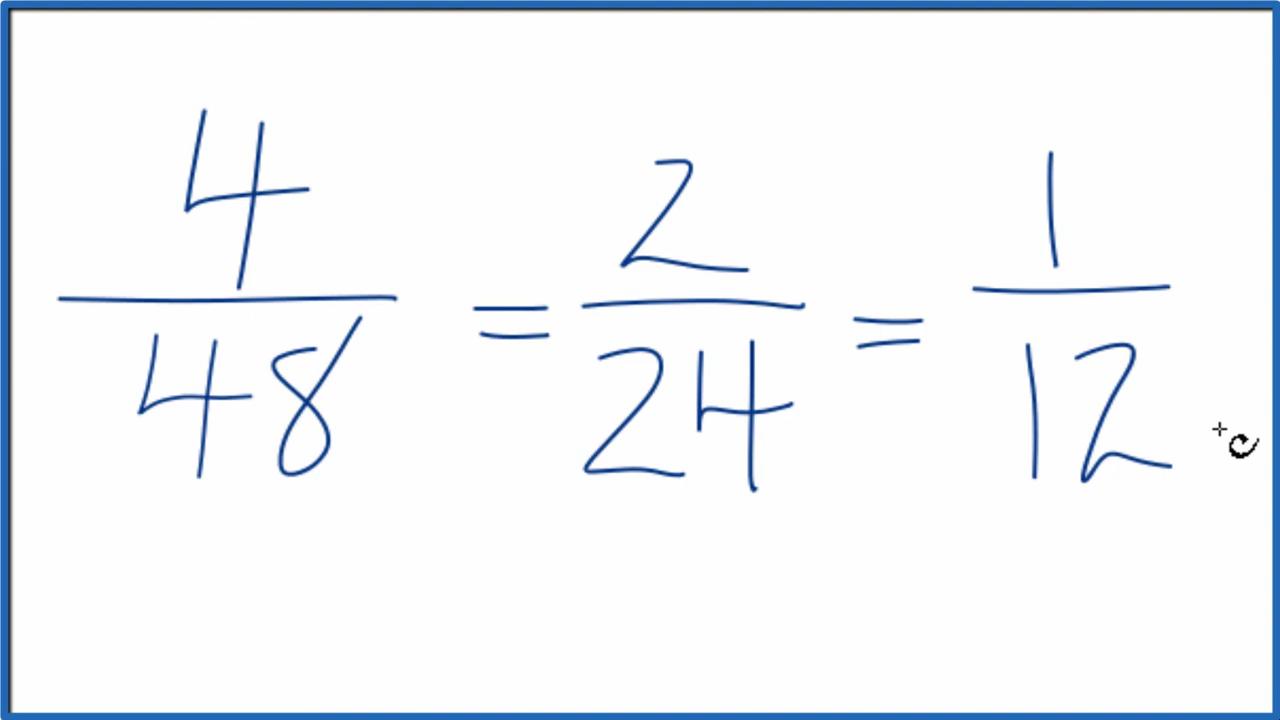 4/48 = 2/24 = 1/12